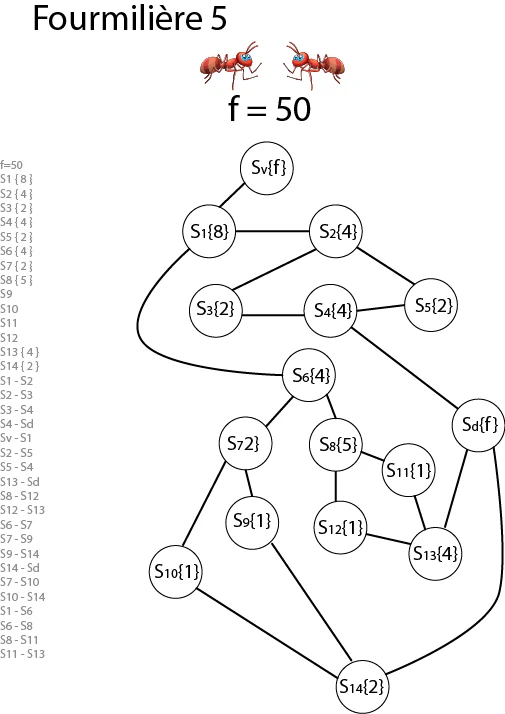 Fourmilière 5
f = 50
f=50
S1 { 8 }
S2 { 4 }
S3 { 2 }
S4 { 4 }
S5 { 2 }
S6 { 4 }
S7 { 2 }
S8 { 5 }
S9
S10
S11
S12
S13 { 4 }
S14 { 2 }
S1 - S2
S2 - S3
S3 - S4
S4 - Sd
Sv - S1
S2 - S5
S5 - S4
S13 - Sd
S8 - S12
S12 - S13
S6 - S7
S7 - S9
S9 - S14
S14 - Sd
S7 - S10
S10 - S14
S1 - S6
S6 - S8
S8 - S11
S11 - S13
Sv{f}
S1{8}
S2{4}
S3{2}
S4{4}
S5{2}
S6{4}
Sd{f}
S72}
S8{5}
S11{1}
S9{1}
S12{1}
S13{4}
S10{1}
S14{2}